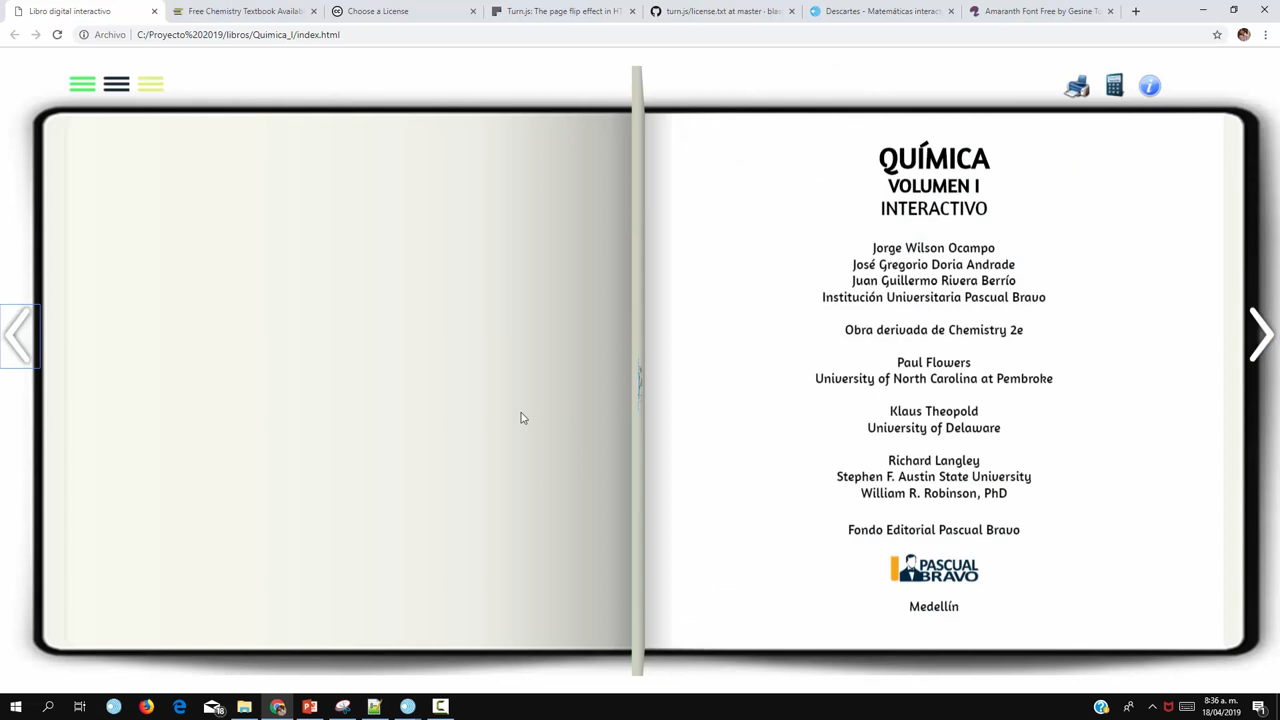 Libro digital interactivo
Free Chemistry Textbook Availabl
Choose a License
Turn.js: The page flip effect in HT
turn.js/license.txt at master · blas
Descartes - Matemáticas interac
Amaranth Font Free by Gesine To
Archivo
C:/Proyecto%202019/libros/Quimica_I/index.html
QUÍMICA
VOLUMEN I
INTERACTIVO
Jorge Wilson Ocampo
José Gregorio Doria Andrade
Juan Guillermo Rivera Berrío
Institución Universitaria Pascual Bravo
Obra derivada de Chemistry 2e
Paul Flowers
University of North Carolina at Pembroke
Klaus Theopold
University of Delaware
Richard Langley
Stephen F. Austin State University
William R. Robinson, PhD
Fondo Editorial Pascual Bravo
PASCUAL
BRAVO
Medellín
8:36 a. m.
18/04/2019